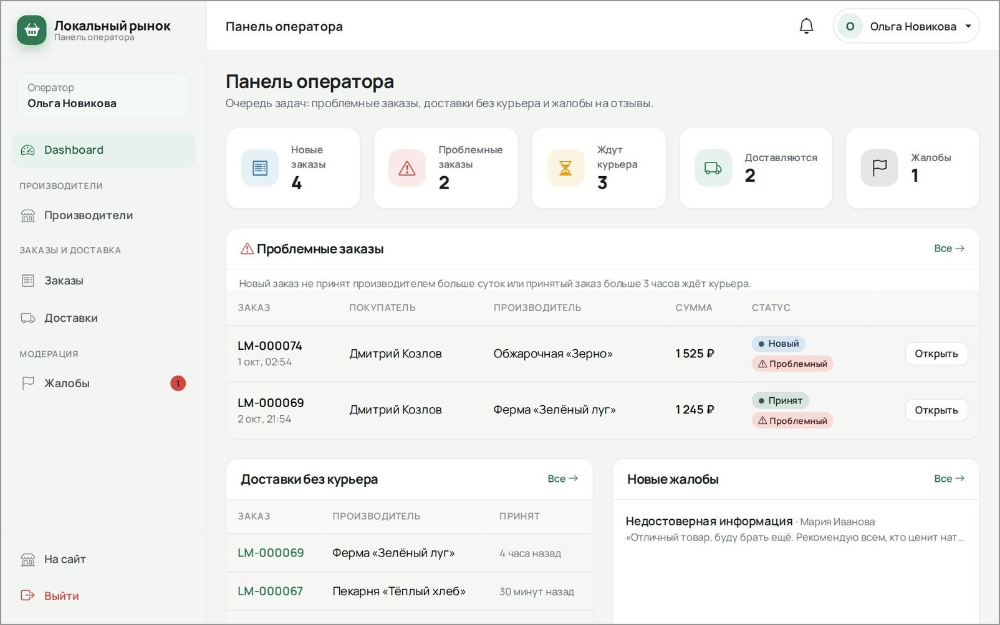 Локальный рынок
Панель оператора
Оператор
Ольга Новикова
Dashboard
ПРОИЗВОДИТЕЛИ
Производители
ЗАКАЗЫ И ДОСТАВКА
Заказы
Доставки
МОДЕРАЦИЯ
Жалобы 1
На сайт
Выйти
Панель оператора
О Ольга Новикова
Панель оператора
Очередь задач: проблемные заказы, доставки без курьера и жалобы на отзывы.
Новые
заказы
4
Проблемные
заказы
2
Ждут
курьера
3
Доставляются
2
Жалобы
1
Проблемные заказы Все →
Новый заказ не принят производителем больше суток или принятый заказ больше 3 часов ждёт курьера.
ЗАКАЗ ПОКУПАТЕЛЬ ПРОИЗВОДИТЕЛЬ СУММА СТАТУС
LM-000074
1 окт, 02:54
Дмитрий Козлов Обжарочная «Зерно» 1 525 ₽
Новый
Проблемный
Открыть
LM-000069
2 окт, 21:54
Дмитрий Козлов Ферма «Зелёный луг» 1 245 ₽
Принят
Проблемный
Открыть
Доставки без курьера Все →
ЗАКАЗ ПРОИЗВОДИТЕЛЬ ПРИНЯТ
LM-000069 Ферма «Зелёный луг» 4 часа назад
LM-000067 Пекарня «Тёплый хлеб» 30 минут назад
Новые жалобы Все →
Недостоверная информация · Мария Иванова
«Отличный товар, буду брать ещё. Рекомендую всем, кто ценит нат...